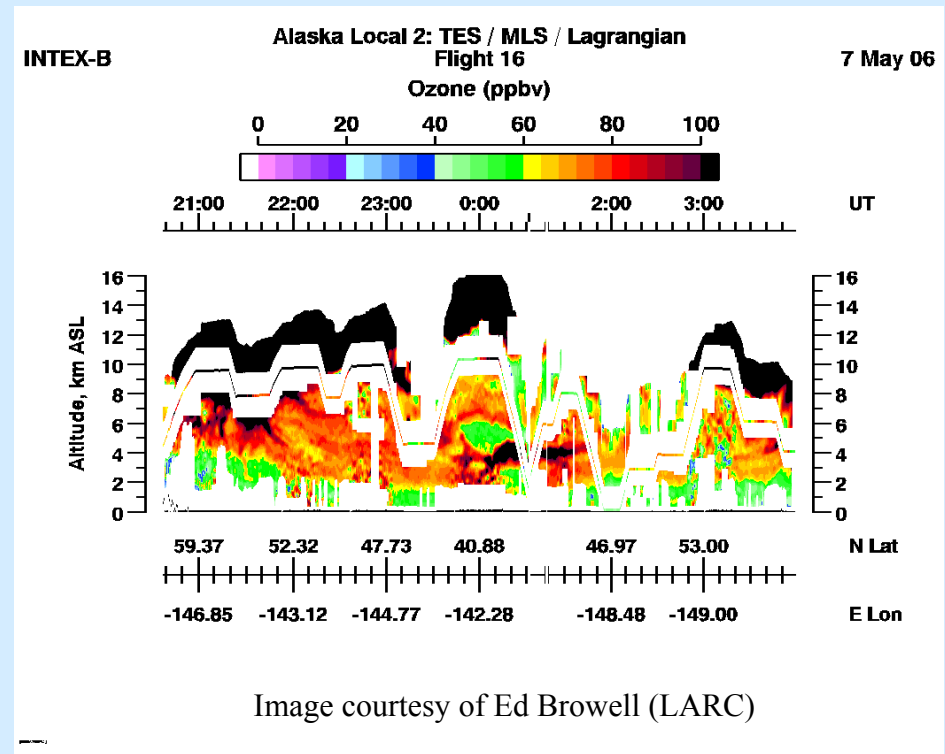 Alaska Local 2: TES / MLS / Lagrangian
INTEX-B Flight 16 7 May 06
Ozone (ppbv)
0 20 40 60 80 100
21:00 22:00 23:00 0:00 2:00 3:00 UT
16 16
14 14
12 12
10 10
8 8
6 6
4 4
2 2
0 0
Altitude, km ASL
59.37 52.32 47.73 40.88 46.97 53.00 N Lat
-146.85 -143.12 -144.77 -142.28 -148.48 -149.00 E Lon
Image courtesy of Ed Browell (LARC)